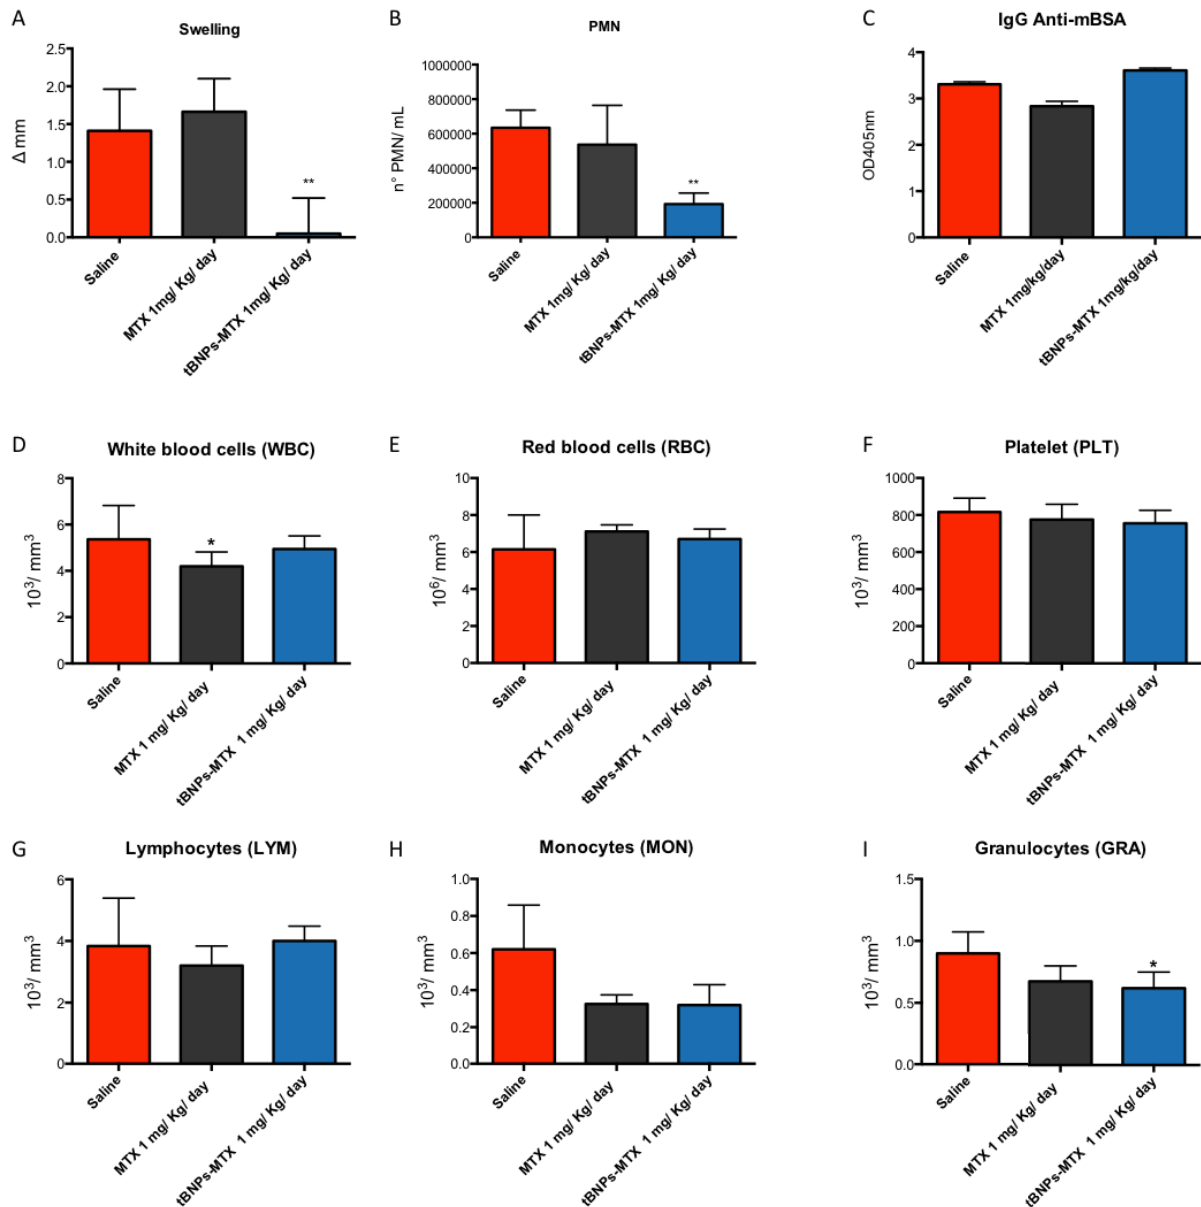 A
Swelling
Δ mm
2.5
2.0
1.5
1.0
0.5
0.0
**
Saline
MTX 1mg/ Kg/ day
tBNPs-MTX 1mg/ Kg/ day
B
PMN
n° PMN/ mL
1000000
800000
600000
400000
200000
0
**
Saline
MTX 1mg/ Kg/ day
tBNPs-MTX 1mg/ Kg/ day
C
IgG Anti-mBSA
OD405nm
4
3
2
1
0
Saline
MTX 1mg/kg/day
tBNPs-MTX 1mg/kg/day
D
White blood cells (WBC)
10³/ mm³
8
6
4
2
0
*
Saline
MTX 1 mg/ Kg/ day
tBNPs-MTX 1 mg/ Kg/ day
E
Red blood cells (RBC)
10⁶/ mm³
10
8
6
4
2
0
Saline
MTX 1 mg/ Kg/ day
tBNPs-MTX 1 mg/ Kg/ day
F
Platelet (PLT)
10³/ mm³
1000
800
600
400
200
0
Saline
MTX 1 mg/ Kg/ day
tBNPs-MTX 1 mg/ Kg/ day
G
Lymphocytes (LYM)
10³/ mm³
6
4
2
0
Saline
MTX 1 mg/ Kg/ day
tBNPs-MTX 1 mg/ Kg/ day
H
Monocytes (MON)
10³/ mm³
1.0
0.8
0.6
0.4
0.2
0.0
Saline
MTX 1 mg/ Kg/ day
tBNPs-MTX 1 mg/ Kg/ day
I
Granulocytes (GRA)
10³/ mm³
1.5
1.0
0.5
0.0
*
Saline
MTX 1 mg/ Kg/ day
tBNPs-MTX 1 mg/ Kg/ day